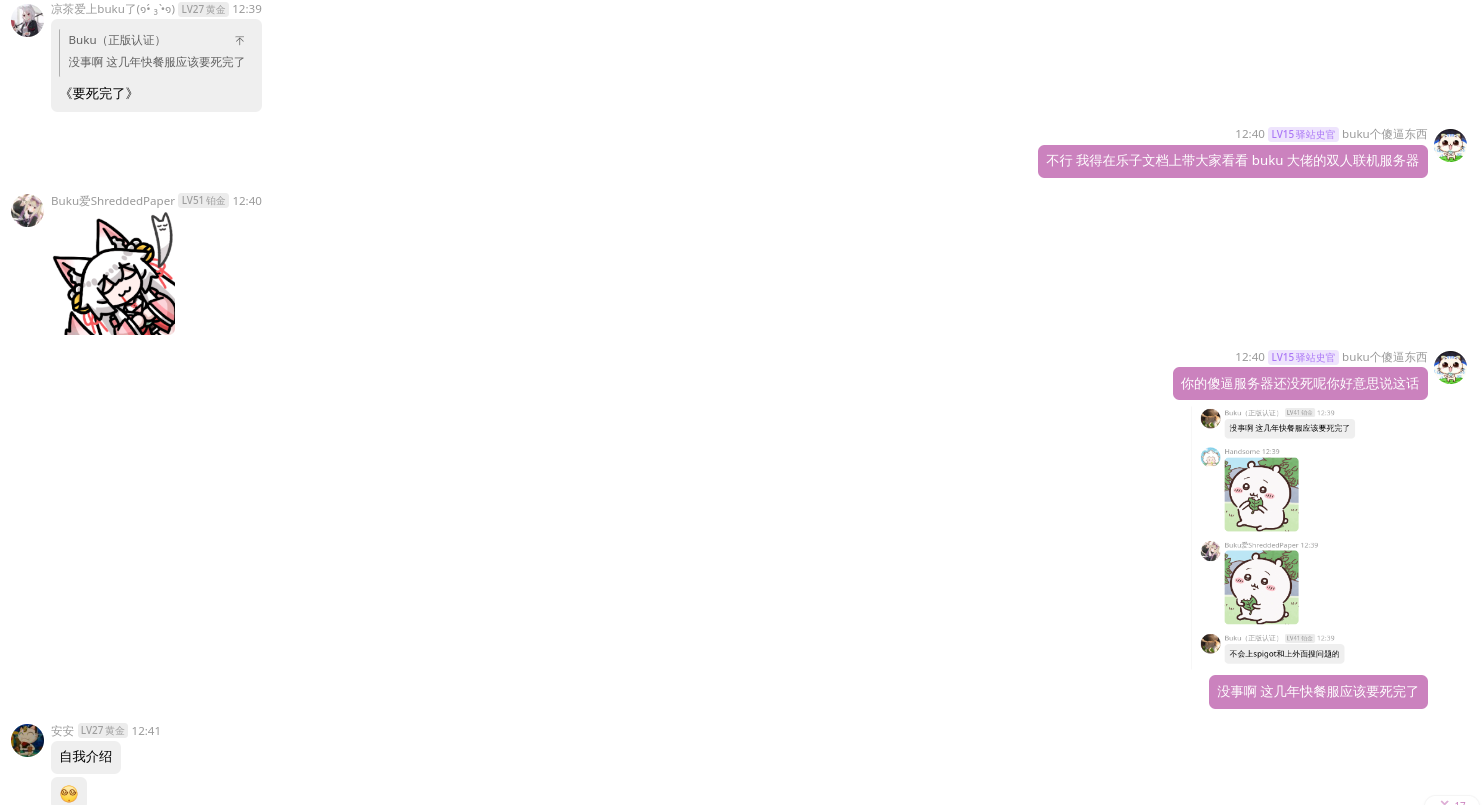 凉茶爱上buku了(୨•́ ₃•̀୨) LV27 黄金 12:39
Buku（正版认证）
没事啊 这几年快餐服应该要死完了
《要死完了》
12:40 LV15 驿站史官 buku个傻逼东西
不行 我得在乐子文档上带大家看看 buku 大佬的双人联机服务器
Buku爱ShreddedPaper LV51 铂金 12:40
12:40 LV15 驿站史官 buku个傻逼东西
你的傻逼服务器还没死呢你好意思说这话
Buku（正版认证） LV41 铂金 12:39
没事啊 这几年快餐服应该要死完了
Handsome 12:39
Buku爱ShreddedPaper 12:39
Buku（正版认证） LV41 铂金 12:39
不会上spigot和上外面搜问题的
没事啊 这几年快餐服应该要死完了
安安 LV27 黄金 12:41
自我介绍